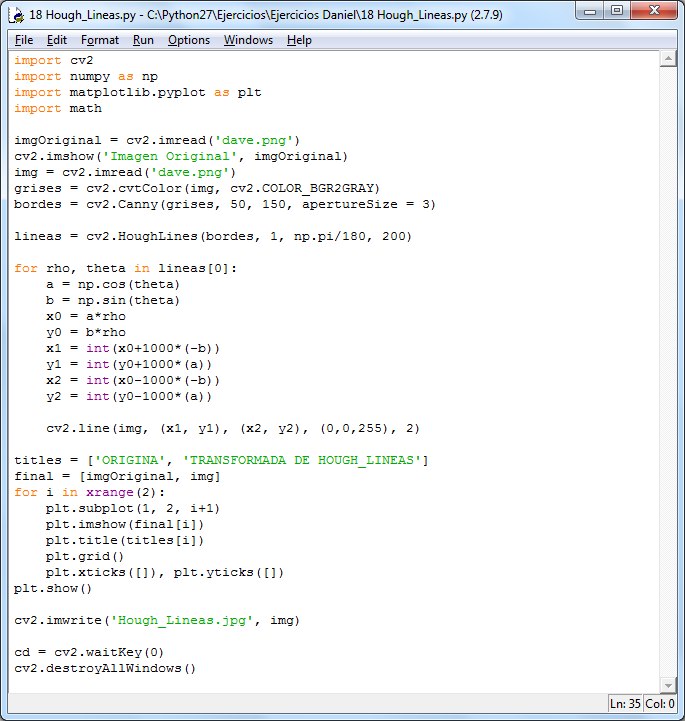 18 Hough_Lineas.py - C:\Python27\Ejercicios\Ejercicios Daniel\18 Hough_Lineas.py (2.7.9)
File Edit Format Run Options Windows Help
import cv2
import numpy as np
import matplotlib.pyplot as plt
import math

imgOriginal = cv2.imread('dave.png')
cv2.imshow('Imagen Original', imgOriginal)
img = cv2.imread('dave.png')
grises = cv2.cvtColor(img, cv2.COLOR_BGR2GRAY)
bordes = cv2.Canny(grises, 50, 150, apertureSize = 3)

lineas = cv2.HoughLines(bordes, 1, np.pi/180, 200)

for rho, theta in lineas[0]:
    a = np.cos(theta)
    b = np.sin(theta)
    x0 = a*rho
    y0 = b*rho
    x1 = int(x0+1000*(-b))
    y1 = int(y0+1000*(a))
    x2 = int(x0-1000*(-b))
    y2 = int(y0-1000*(a))

    cv2.line(img, (x1, y1), (x2, y2), (0,0,255), 2)

titles = ['ORIGINA', 'TRANSFORMADA DE HOUGH_LINEAS']
final = [imgOriginal, img]
for i in xrange(2):
    plt.subplot(1, 2, i+1)
    plt.imshow(final[i])
    plt.title(titles[i])
    plt.grid()
    plt.xticks([]), plt.yticks([])
plt.show()

cv2.imwrite('Hough_Lineas.jpg', img)

cd = cv2.waitKey(0)
cv2.destroyAllWindows()
Ln: 35 Col: 0